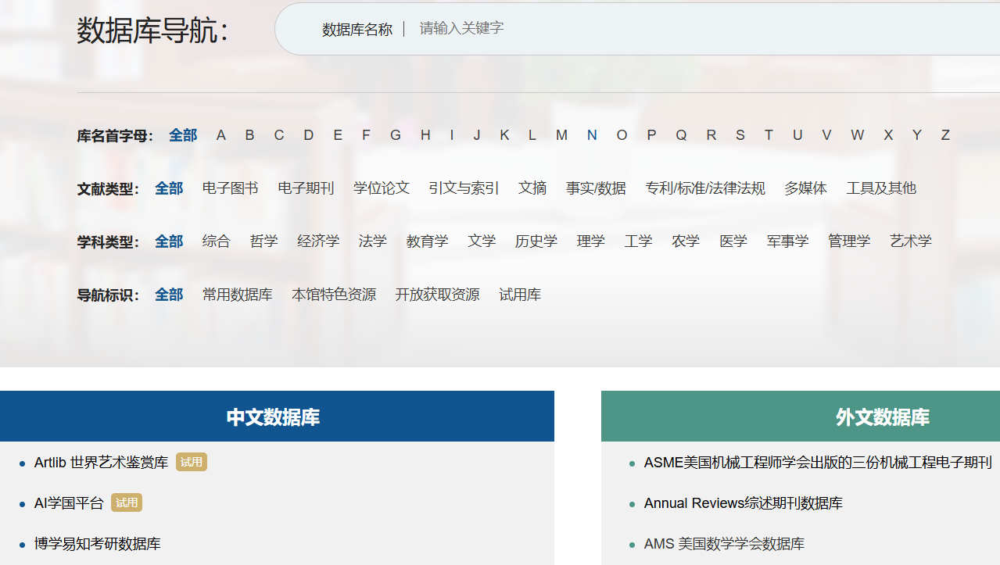 数据库导航：
数据库名称 | 请输入关键字
库名首字母： 全部 A B C D E F G H I J K L M N O P Q R S T U V W X Y Z
文献类型： 全部 电子图书 电子期刊 学位论文 引文与索引 文摘 事实/数据 专利/标准/法律法规 多媒体 工具及其他
学科类型： 全部 综合 哲学 经济学 法学 教育学 文学 历史学 理学 工学 农学 医学 军事学 管理学 艺术学
导航标识： 全部 常用数据库 本馆特色资源 开放获取资源 试用库
中文数据库
Artlib 世界艺术鉴赏库 试用
AI学国平台 试用
博学易知考研数据库
外文数据库
ASME美国机械工程师学会出版的三份机械工程电子期刊
Annual Reviews综述期刊数据库
AMS 美国数学学会数据库